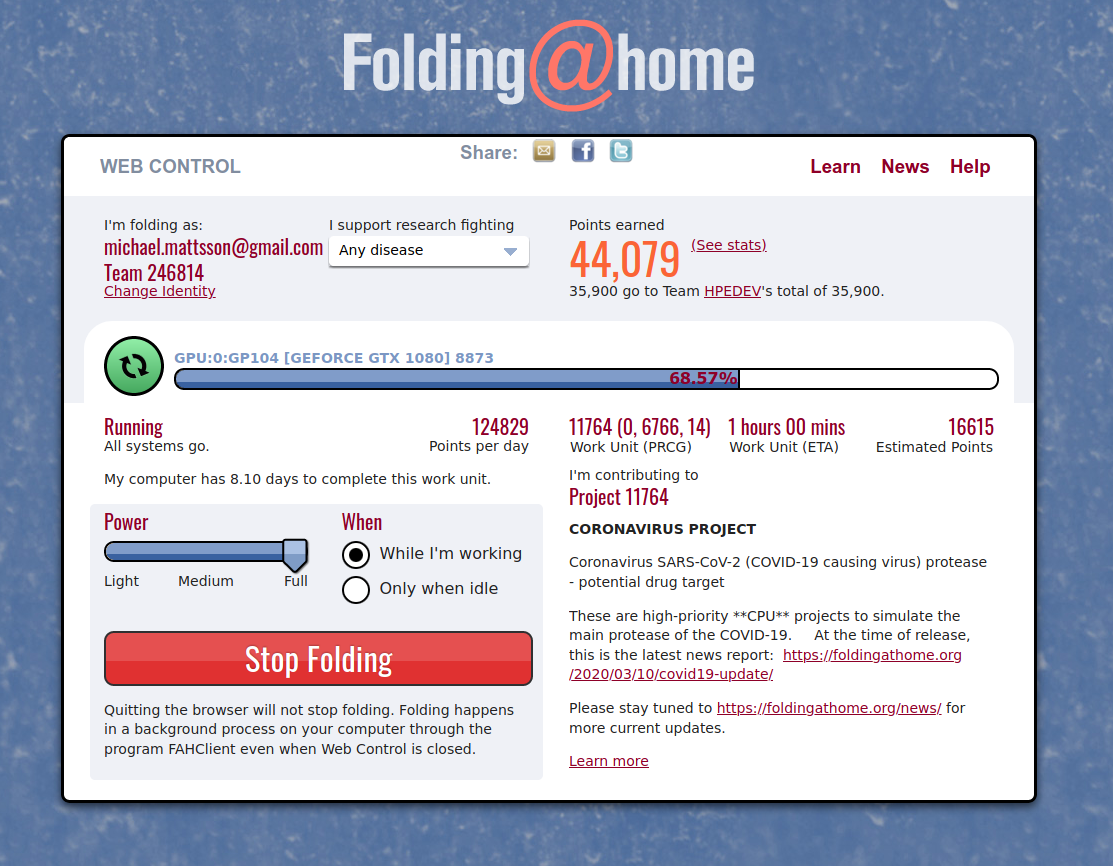 Folding@home
WEB CONTROL
Share:
Learn News Help
I'm folding as:
michael.mattsson@gmail.com
Team 246814
Change Identity
I support research fighting
Any disease
Points earned
44,079 (See stats)
35,900 go to Team HPEDEV's total of 35,900.
GPU:0:GP104 [GEFORCE GTX 1080] 8873
68.57%
Running
All systems go.
124829
Points per day
My computer has 8.10 days to complete this work unit.
Power
Light Medium Full
When
While I'm working
Only when idle
Stop Folding
Quitting the browser will not stop folding. Folding happens
in a background process on your computer through the
program FAHClient even when Web Control is closed.
11764 (0, 6766, 14)
Work Unit (PRCG)
1 hours 00 mins
Work Unit (ETA)
16615
Estimated Points
I'm contributing to
Project 11764
CORONAVIRUS PROJECT
Coronavirus SARS-CoV-2 (COVID-19 causing virus) protease
- potential drug target
These are high-priority **CPU** projects to simulate the
main protease of the COVID-19. At the time of release,
this is the latest news report: https://foldingathome.org
/2020/03/10/covid19-update/
Please stay tuned to https://foldingathome.org/news/ for
more current updates.
Learn more